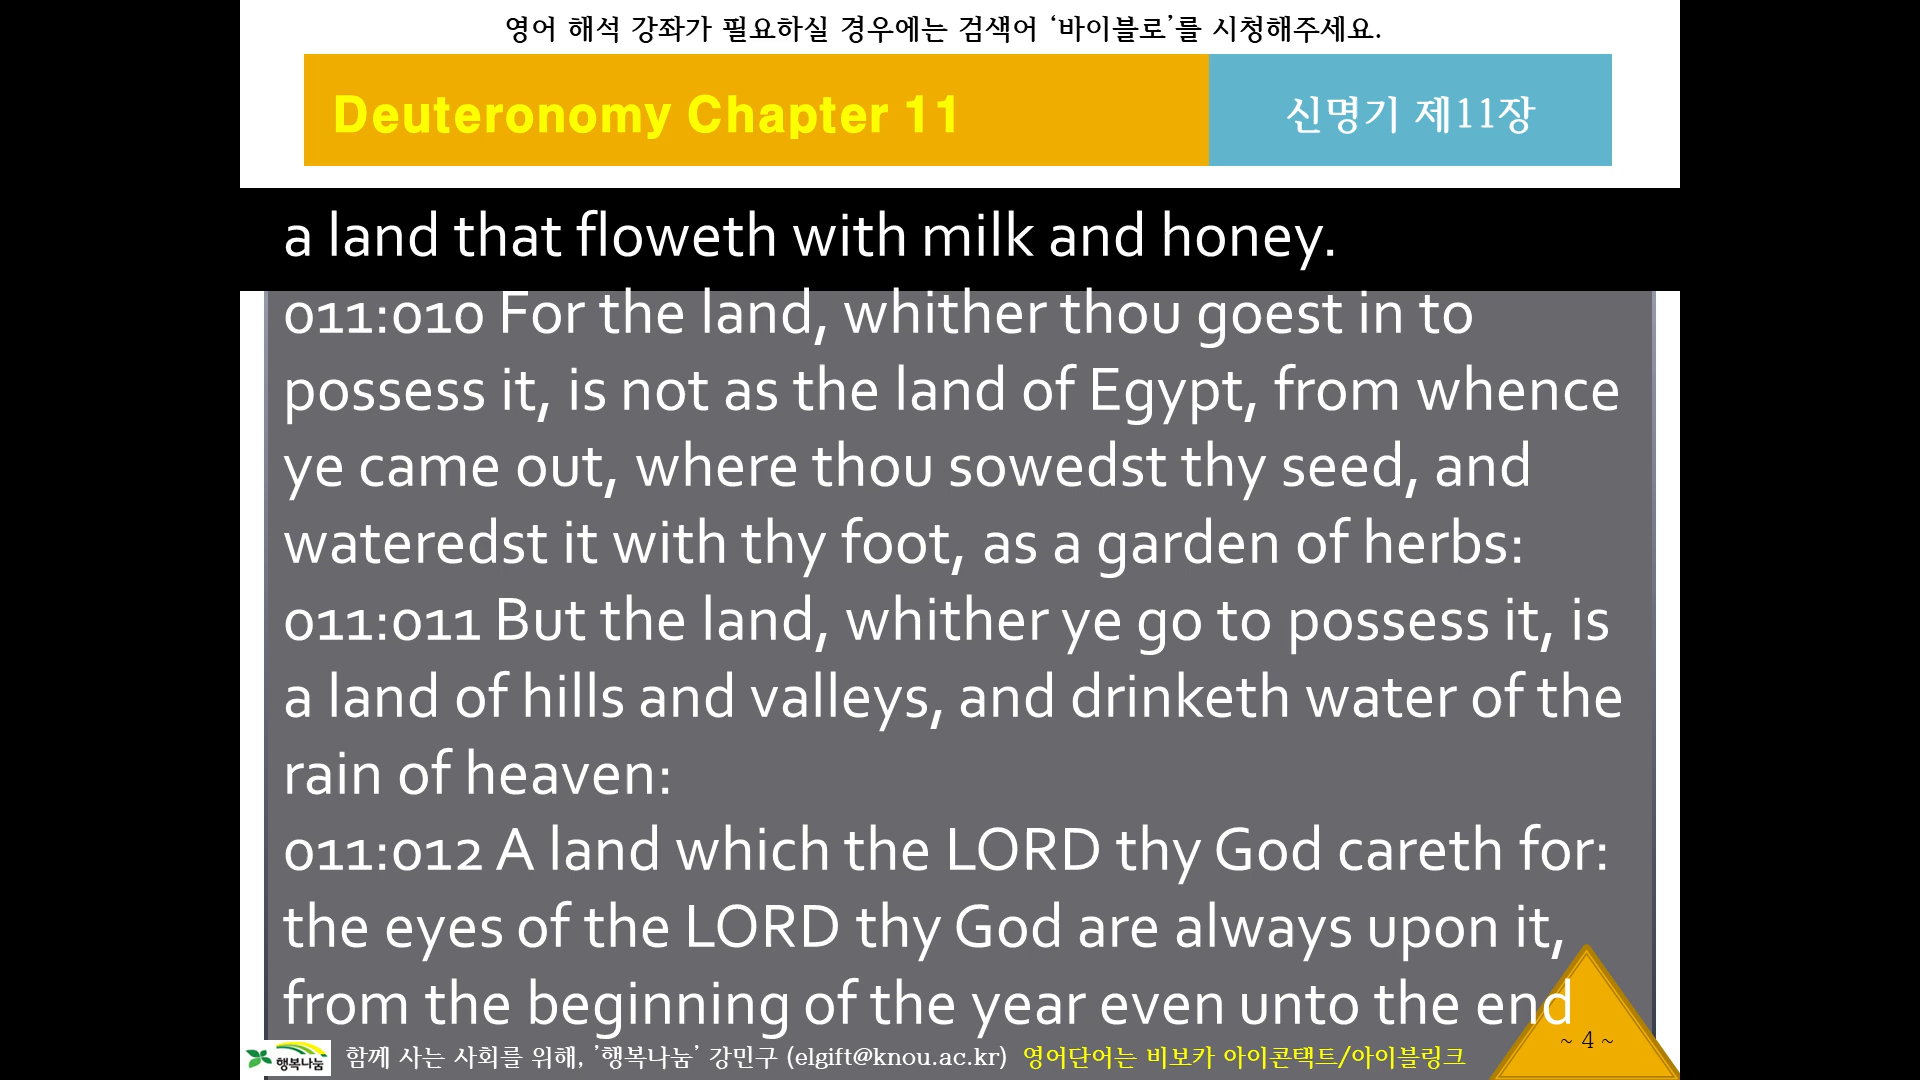 영어 해석 강좌가 필요하실 경우에는 검색어 ‘바이블로’를 시청해주세요.
Deuteronomy Chapter 11
신명기 제11장
a land that floweth with milk and honey.
011:010 For the land, whither thou goest in to
possess it, is not as the land of Egypt, from whence
ye came out, where thou sowedst thy seed, and
wateredst it with thy foot, as a garden of herbs:
011:011 But the land, whither ye go to possess it, is
a land of hills and valleys, and drinketh water of the
rain of heaven:
011:012 A land which the LORD thy God careth for:
the eyes of the LORD thy God are always upon it,
from the beginning of the year even unto the end
~ 4 ~
행복나눔
함께 사는 사회를 위해, ’행복나눔’ 강민구 (elgift@knou.ac.kr) 영어단어는 비보카 아이콘택트/아이블링크